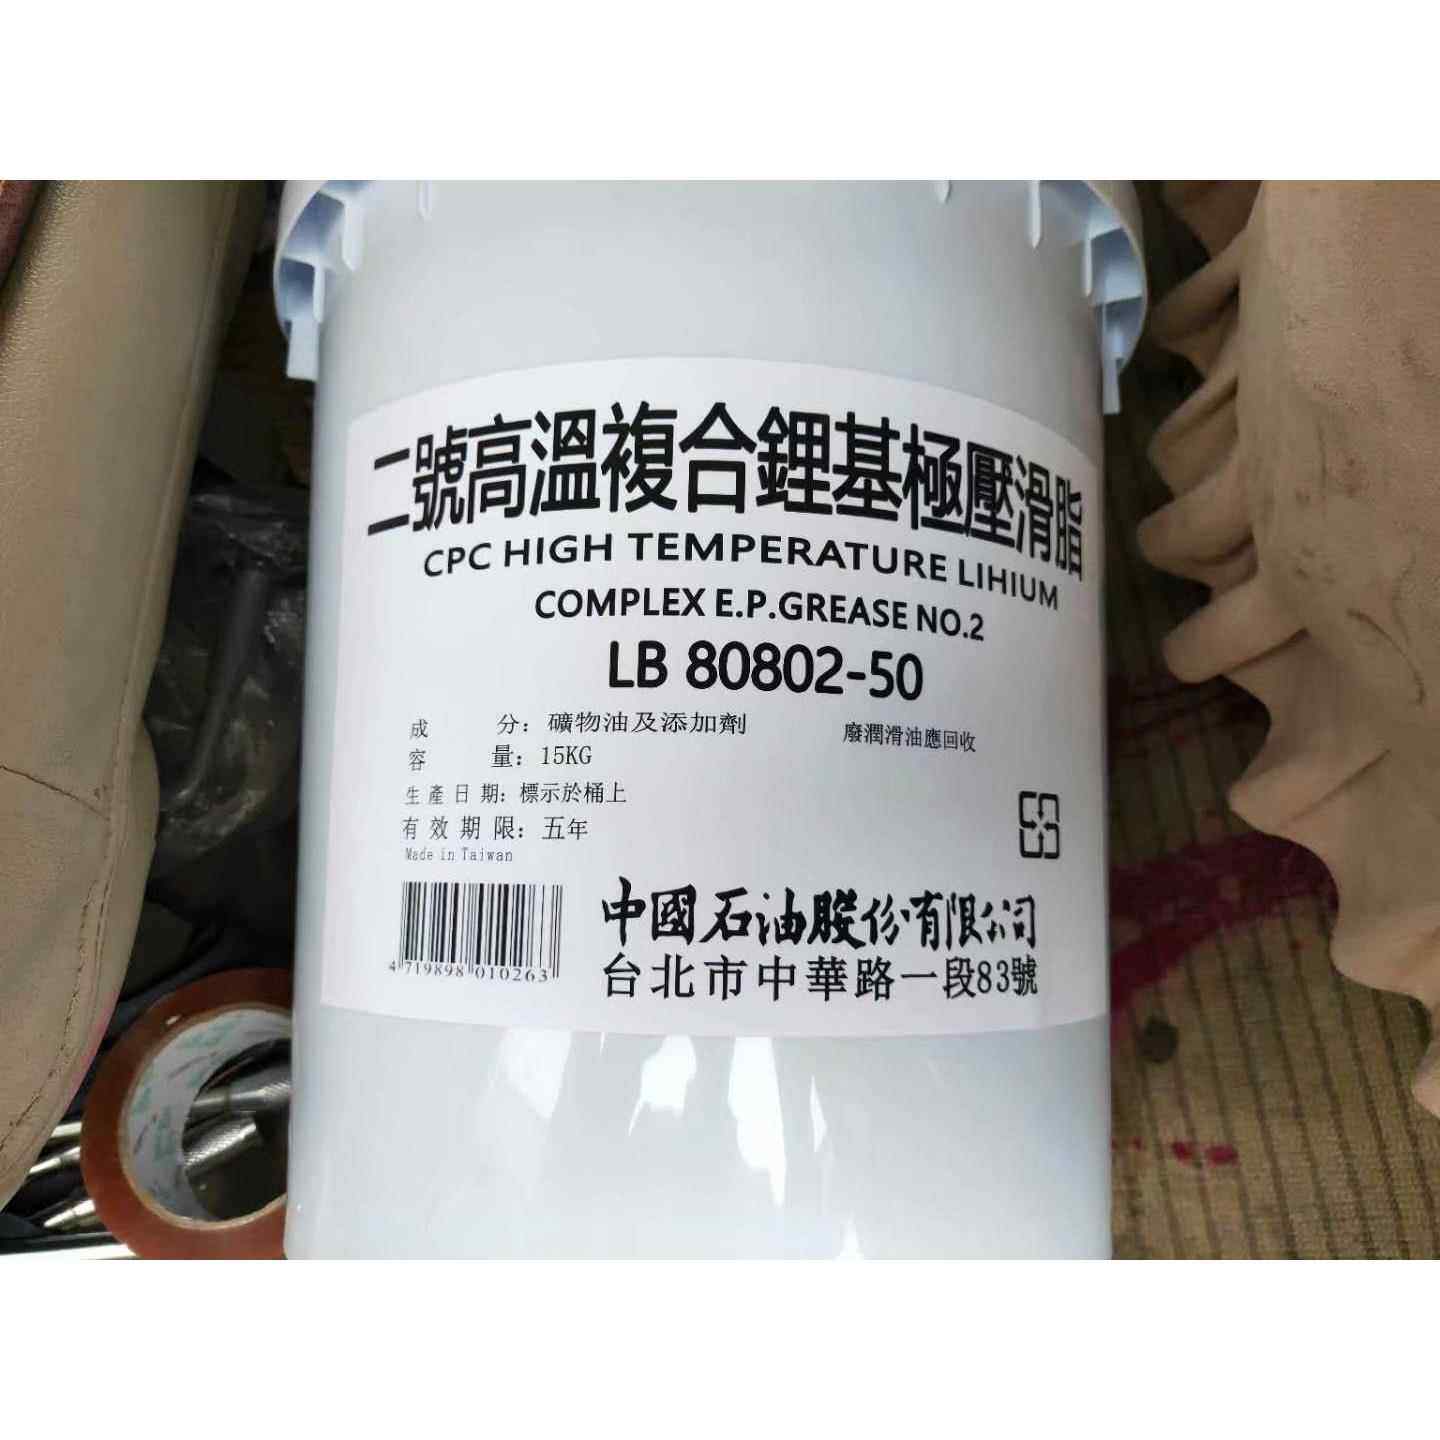 二號高溫複合鋰基極壓滑脂
CPC HIGH TEMPERATURE LIHIUM
COMPLEX E.P.GREASE NO.2
LB 80802-50
成 分：礦物油及添加劑
廢潤滑油應回收
容 量：15KG
生產日期：標示於桶上
有效期限：五年
Made in Taiwan
4 719898 010263
中國石油股份有限公司
台北市中華路一段83號